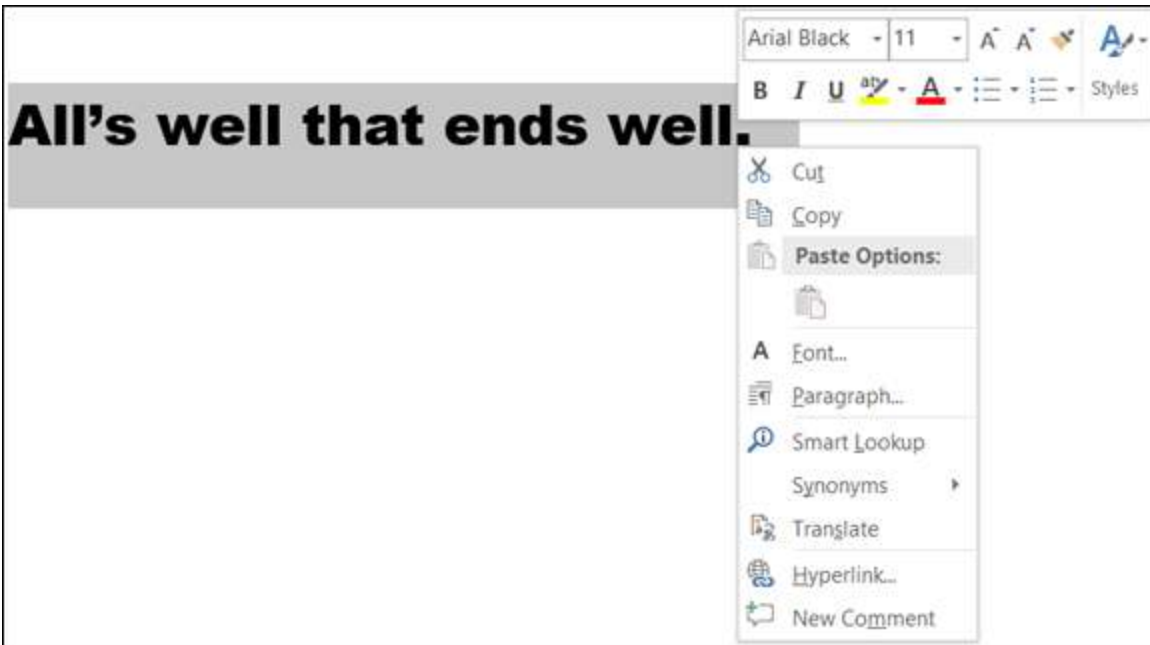 Arial Black 11 A A
B I U aby A Styles
All's well that ends well.
Cut
Copy
Paste Options:
A Font...
Paragraph...
Smart Lookup
Synonyms
Translate
Hyperlink...
New Comment